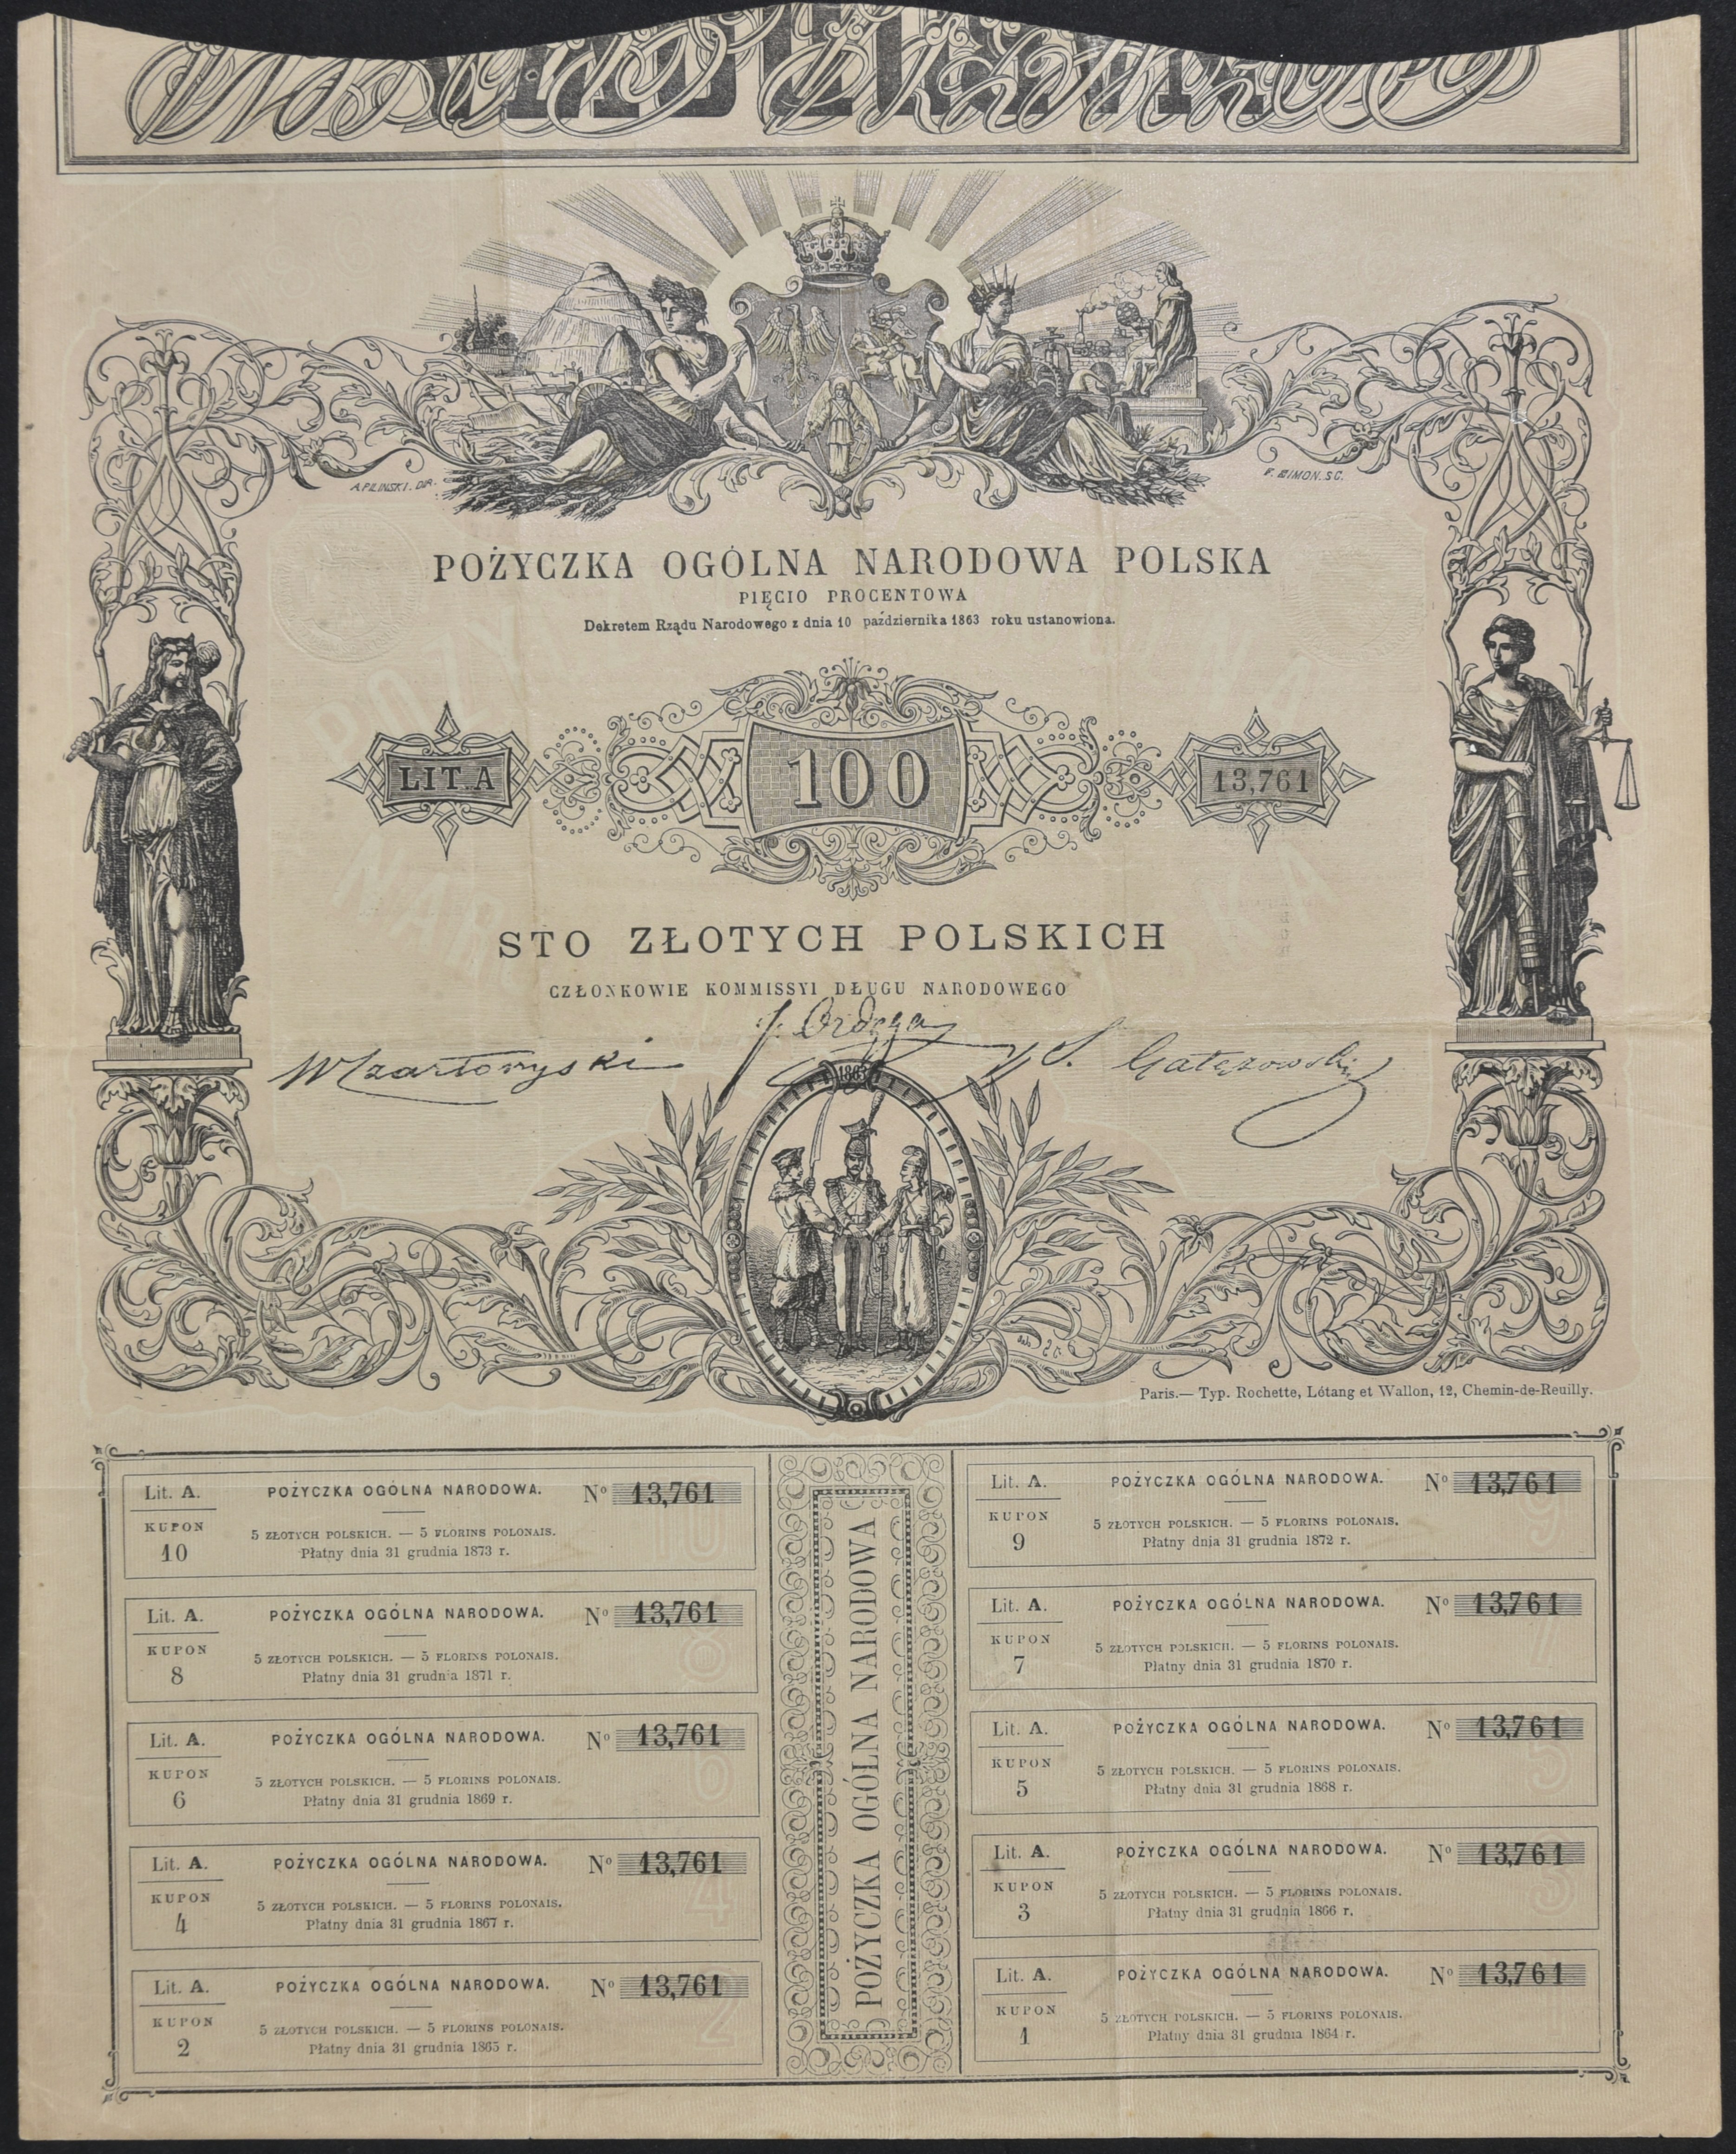 A. PILINSKI. DIR.
F. SIMON. SC.
POŻYCZKA OGÓLNA NARODOWA POLSKA
PIĘCIO PROCENTOWA
Dekretem Rządu Narodowego z dnia 10 października 1863 roku ustanowiona.
LIT. A
100
13,761
STO ZŁOTYCH POLSKICH
CZŁONKOWIE KOMMISSYI DŁUGU NARODOWEGO
J. Ordęga
WCzartoryski
S. Gałęzowski
Paris.— Typ. Rochette, Lótang et Wallon, 12, Chemin-de-Reuilly.
POŻYCZKA OGÓLNA NARODOWA
Lit. A. POŻYCZKA OGÓLNA NARODOWA. Nº 13,761
KUPON 5 ZŁOTYCH POLSKICH. — 5 FLORINS POLONAIS.
10 Płatny dnia 31 grudnia 1873 r.
Lit. A. POŻYCZKA OGÓLNA NARODOWA. Nº 13,761
KUPON 5 ZŁOTYCH POLSKICH. — 5 FLORINS POLONAIS.
9 Płatny dnia 31 grudnia 1872 r.
Lit. A. POŻYCZKA OGÓLNA NARODOWA. Nº 13,761
KUPON 5 ZŁOTYCH POLSKICH. — 5 FLORINS POLONAIS.
8 Płatny dnia 31 grudnia 1871 r.
Lit. A. POŻYCZKA OGÓLNA NARODOWA. Nº 13,761
KUPON 5 ZŁOTYCH POLSKICH. — 5 FLORINS POLONAIS.
7 Płatny dnia 31 grudnia 1870 r.
Lit. A. POŻYCZKA OGÓLNA NARODOWA. Nº 13,761
KUPON 5 ZŁOTYCH POLSKICH. — 5 FLORINS POLONAIS.
6 Płatny dnia 31 grudnia 1869 r.
Lit. A. POŻYCZKA OGÓLNA NARODOWA. Nº 13,761
KUPON 5 ZŁOTYCH POLSKICH. — 5 FLORINS POLONAIS.
5 Płatny dnia 31 grudnia 1868 r.
Lit. A. POŻYCZKA OGÓLNA NARODOWA. Nº 13,761
KUPON 5 ZŁOTYCH POLSKICH. — 5 FLORINS POLONAIS.
4 Płatny dnia 31 grudnia 1867 r.
Lit. A. POŻYCZKA OGÓLNA NARODOWA. Nº 13,761
KUPON 5 ZŁOTYCH POLSKICH. — 5 FLORINS POLONAIS.
3 Płatny dnia 31 grudnia 1866 r.
Lit. A. POŻYCZKA OGÓLNA NARODOWA. Nº 13,761
KUPON 5 ZŁOTYCH POLSKICH. — 5 FLORINS POLONAIS.
2 Płatny dnia 31 grudnia 1865 r.
Lit. A. POŻYCZKA OGÓLNA NARODOWA. Nº 13,761
KUPON 5 ZŁOTYCH POLSKICH. — 5 FLORINS POLONAIS.
1 Płatny dnia 31 grudnia 1864 r.